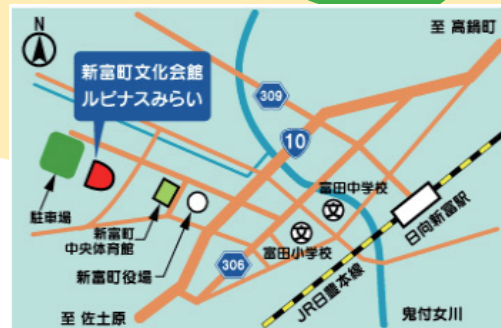 N
至 高鍋町
新富町文化会館
ルピナスみらい
309
10
駐車場
富田中学校
日向新富駅
新富町
中央体育館
富田小学校
新富町役場
306
JR日豊本線
至 佐土原
鬼付女川